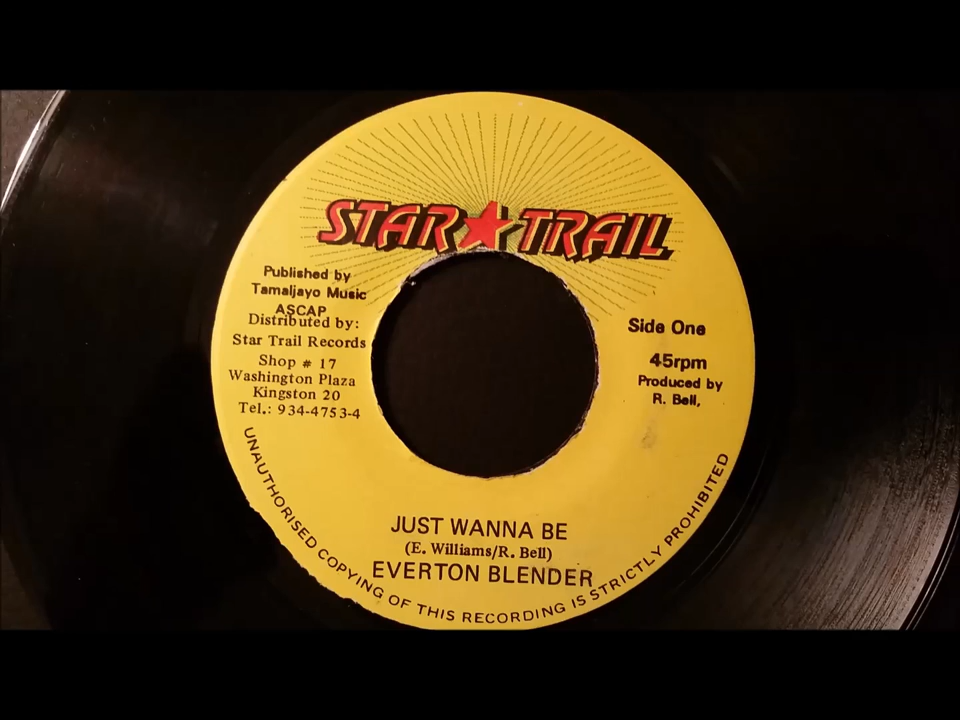 STAR TRAIL
Published by
Tamaljayo Music
ASCAP
Distributed by:
Star Trail Records
Shop # 17
Washington Plaza
Kingston 20
Tel.: 934-4753-4
Side One
45rpm
Produced by
R. Bell,
JUST WANNA BE
(E. Williams/R. Bell)
EVERTON BLENDER
UNAUTHORISED COPYING OF THIS RECORDING IS STRICTLY PROHIBITED